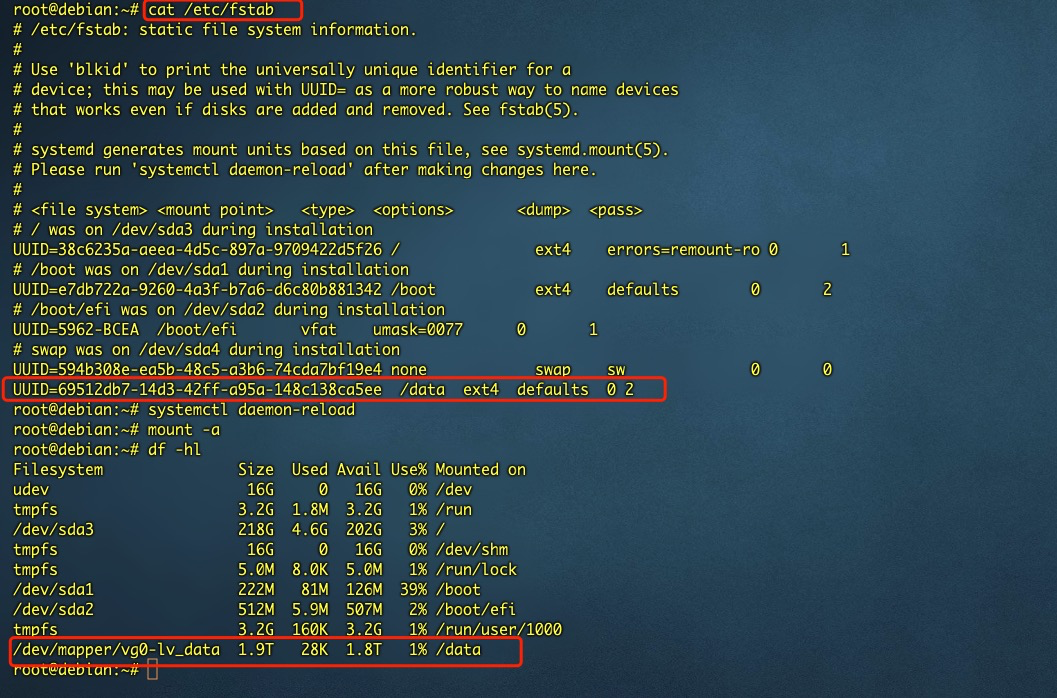 root@debian:~# cat /etc/fstab
# /etc/fstab: static file system information.
#
# Use 'blkid' to print the universally unique identifier for a
# device; this may be used with UUID= as a more robust way to name devices
# that works even if disks are added and removed. See fstab(5).
#
# systemd generates mount units based on this file, see systemd.mount(5).
# Please run 'systemctl daemon-reload' after making changes here.
#
# <file system> <mount point>   <type>  <options>       <dump>  <pass>
# / was on /dev/sda3 during installation
UUID=38c6235a-aeea-4d5c-897a-9709422d5f26 /               ext4    errors=remount-ro 0       1
# /boot was on /dev/sda1 during installation
UUID=e7db722a-9260-4a3f-b7a6-d6c80b881342 /boot           ext4    defaults        0       2
# /boot/efi was on /dev/sda2 during installation
UUID=5962-BCEA  /boot/efi       vfat    umask=0077      0       1
# swap was on /dev/sda4 during installation
UUID=594b308e-ea5b-48c5-a3b6-74cda7bf19e4 none            swap    sw              0       0
UUID=69512db7-14d3-42ff-a95a-148c138ca5ee  /data  ext4  defaults  0 2
root@debian:~# systemctl daemon-reload
root@debian:~# mount -a
root@debian:~# df -hl
Filesystem               Size  Used Avail Use% Mounted on
udev                      16G     0   16G   0% /dev
tmpfs                    3.2G  1.8M  3.2G   1% /run
/dev/sda3                218G  4.6G  202G   3% /
tmpfs                     16G     0   16G   0% /dev/shm
tmpfs                    5.0M  8.0K  5.0M   1% /run/lock
/dev/sda1                222M   81M  126M  39% /boot
/dev/sda2                512M  5.9M  507M   2% /boot/efi
tmpfs                    3.2G  160K  3.2G   1% /run/user/1000
/dev/mapper/vg0-lv_data  1.9T   28K  1.8T   1% /data
root@debian:~#